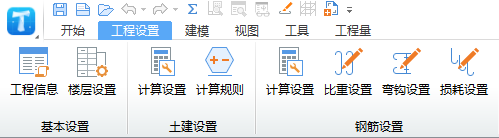 开始 工程设置 建模 视图 工具 工程量
工程信息 楼层设置 计算设置 计算规则 计算设置 比重设置 弯钩设置 损耗设置
基本设置 土建设置 钢筋设置